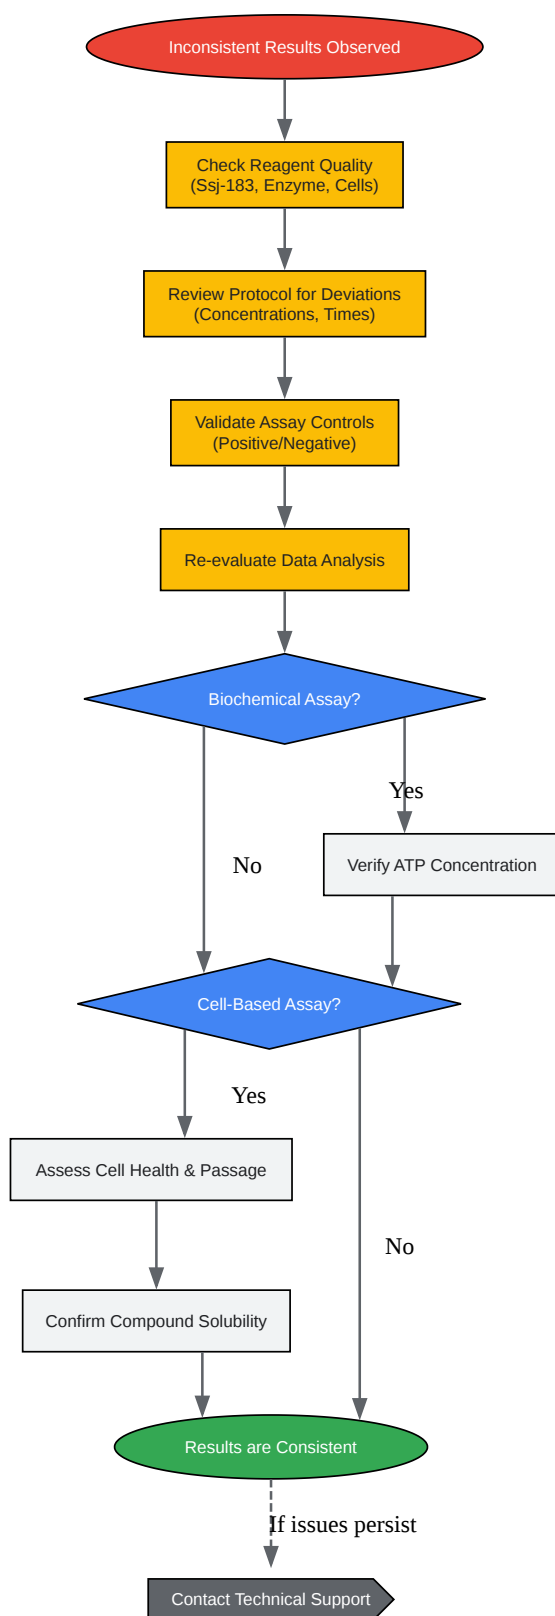 Inconsistent Results Observed
Check Reagent Quality
(Ssj-183, Enzyme, Cells)
Review Protocol for Deviations
(Concentrations, Times)
Validate Assay Controls
(Positive/Negative)
Re-evaluate Data Analysis
Biochemical Assay?
Yes
No
Verify ATP Concentration
Cell-Based Assay?
Yes
Assess Cell Health & Passage
No
Confirm Compound Solubility
Results are Consistent
If issues persist
Contact Technical Support